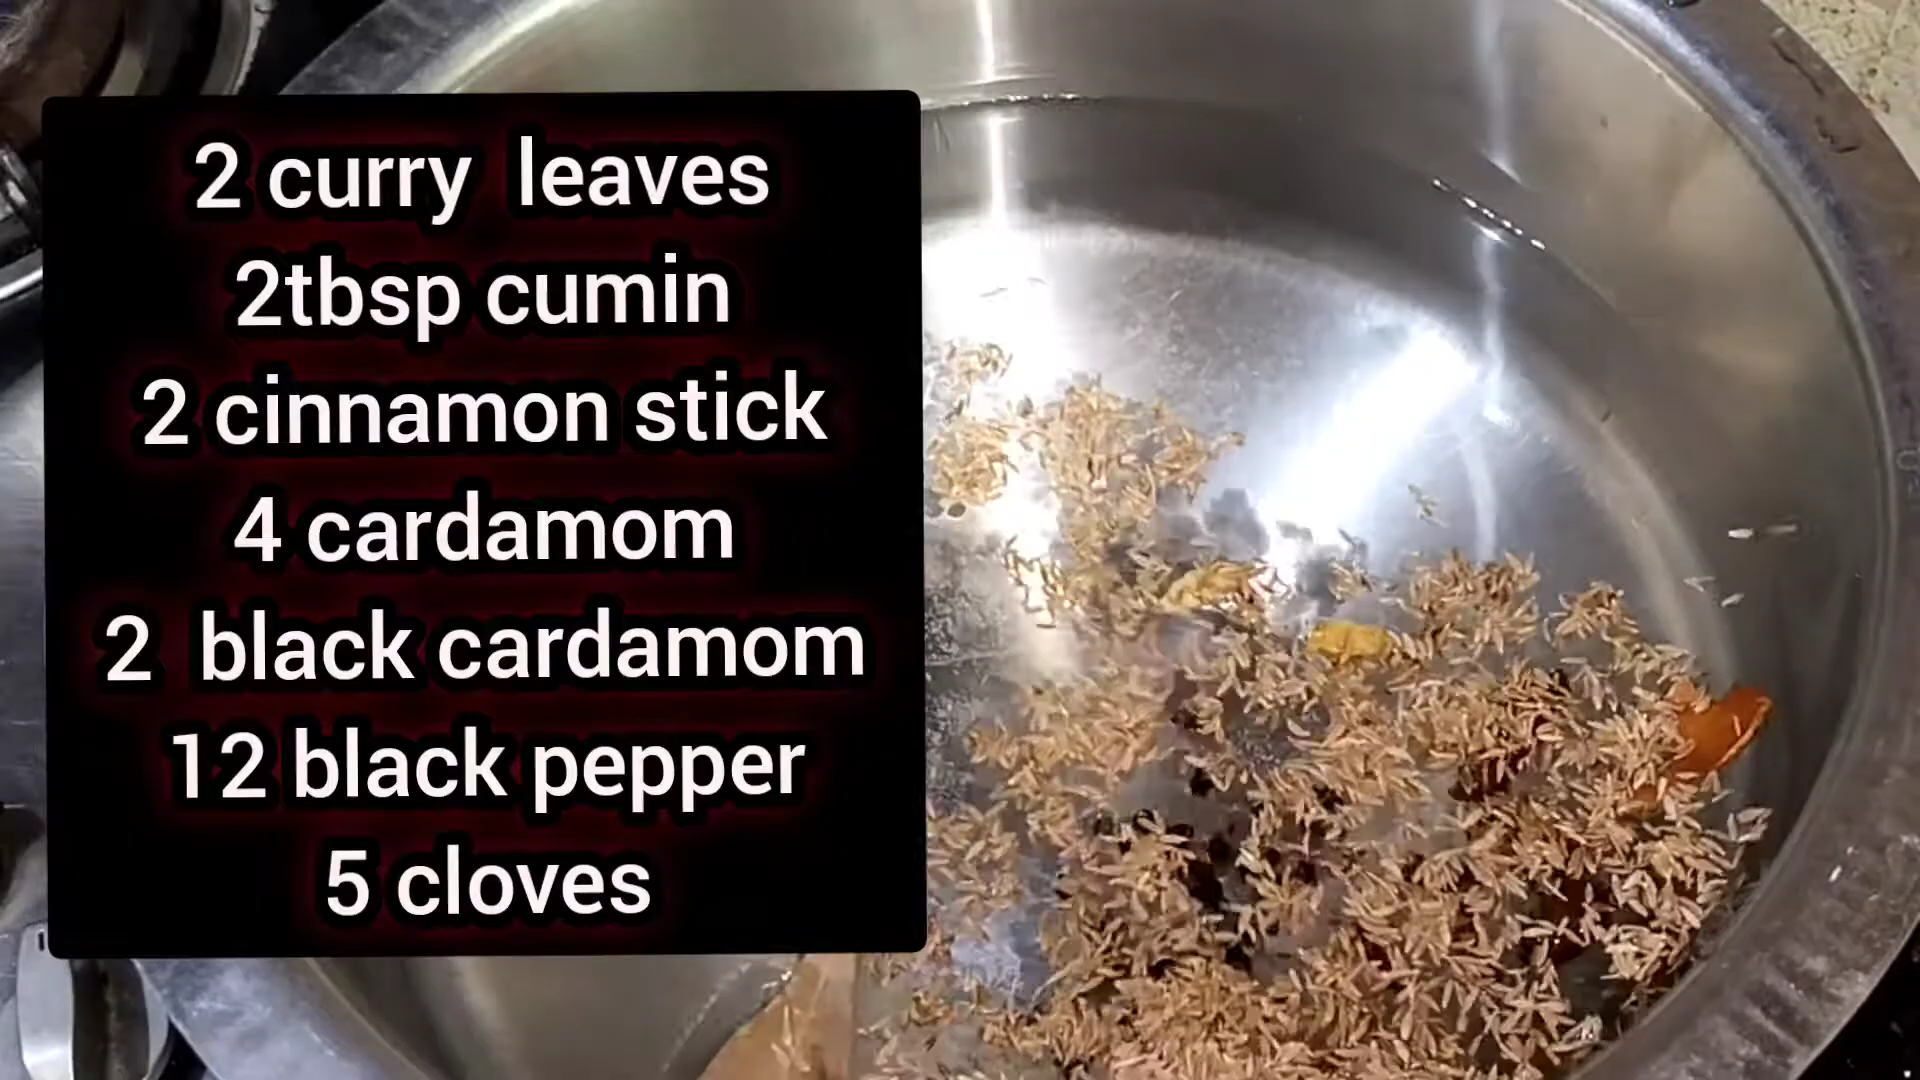 2 curry leaves
2tbsp cumin
2 cinnamon stick
4 cardamom
2 black cardamom
12 black pepper
5 cloves